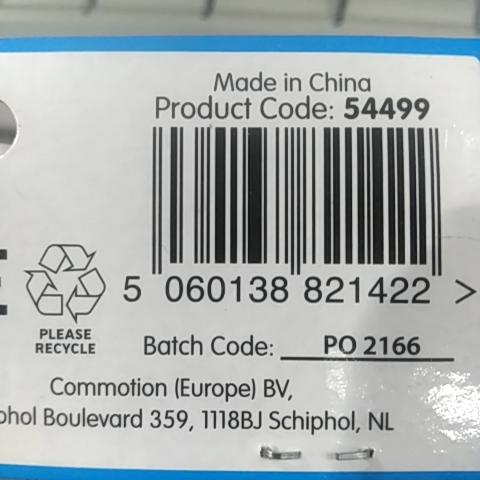 Made in China
Product Code: 54499
5 060138 821422 >
PLEASE
RECYCLE
Batch Code: PO 2166
Commotion (Europe) BV,
Boulevard 359, 1118BJ Schiphol, NL